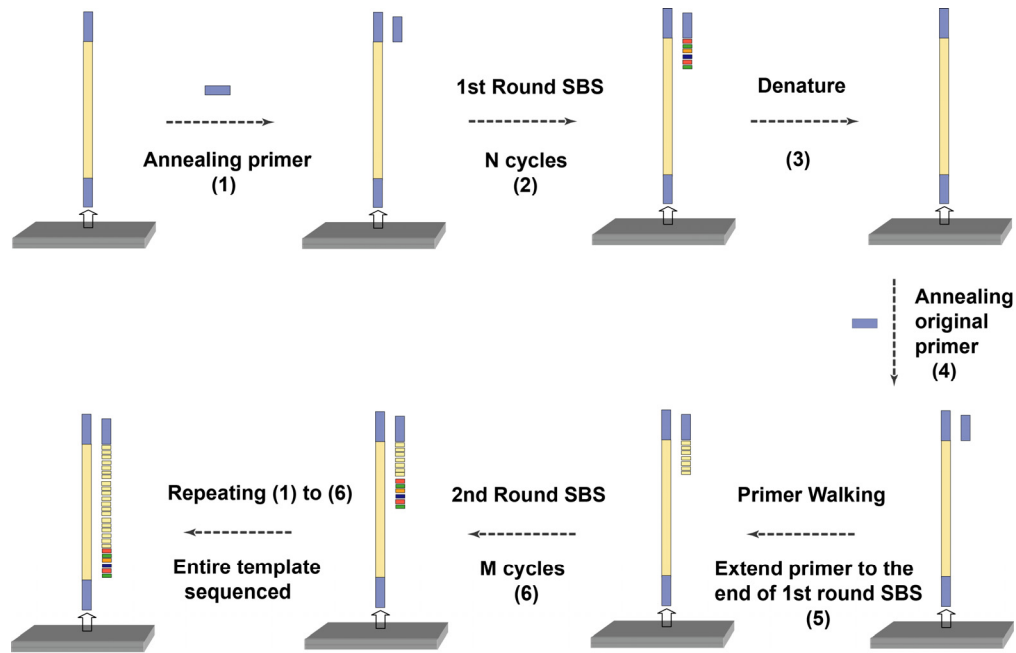 Annealing primer
(1)
1st Round SBS
N cycles
(2)
Denature
(3)
Annealing
original
primer
(4)
Primer Walking
Extend primer to the
end of 1st round SBS
(5)
2nd Round SBS
M cycles
(6)
Repeating (1) to (6)
Entire template
sequenced